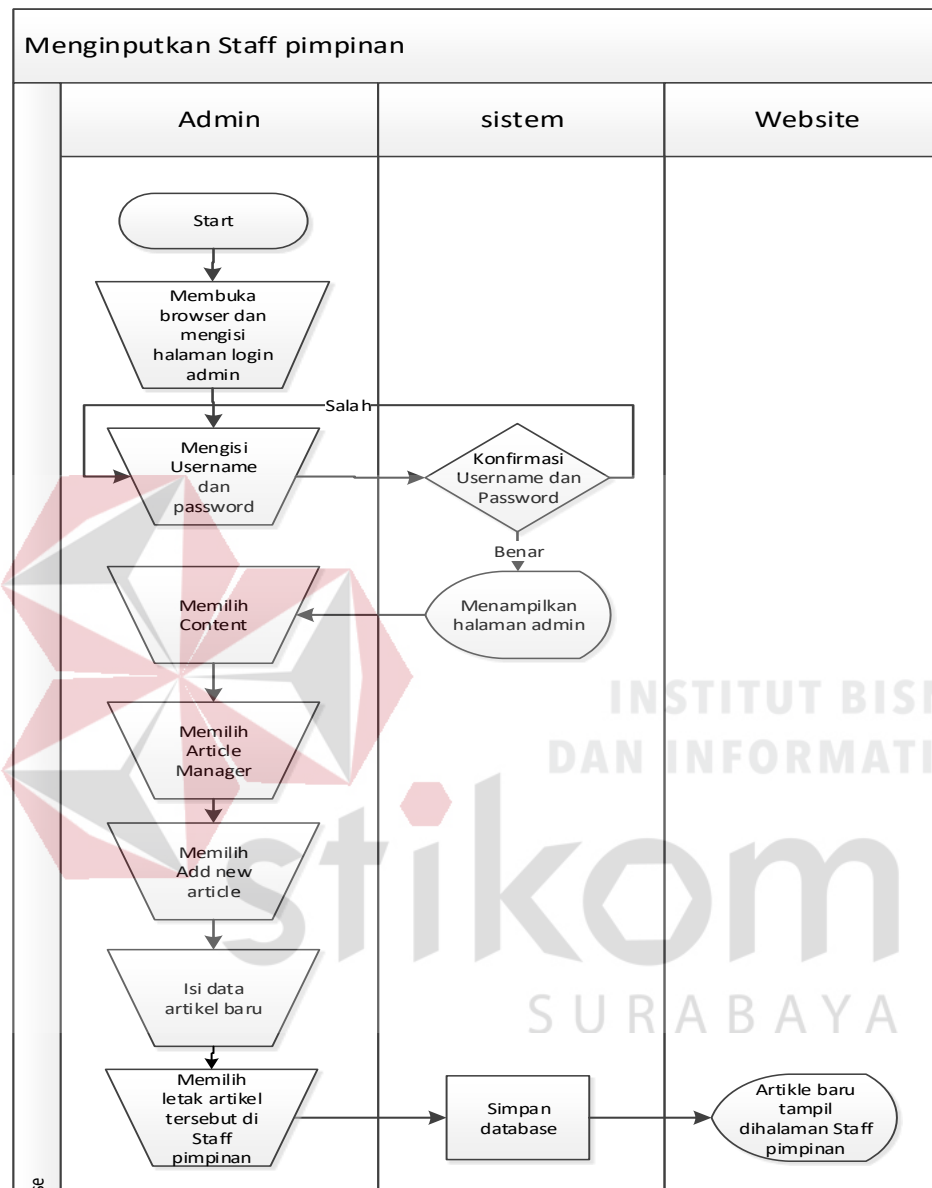 Menginputkan Staff pimpinan
Admin
sistem
Website
Start
Membuka
browser dan
mengisi
halaman login
admin
Salah
Mengisi
Username
dan
password
Konfirmasi
Username dan
Password
Benar
Menampilkan
halaman admin
Memilih
Content
Memilih
Article
Manager
Memilih
Add new
article
Isi data
artikel baru
Memilih
letak artikel
tersebut di
Staff
pimpinan
Simpan
database
Artikle baru
tampil
dihalaman Staff
pimpinan
INSTITUT BISN
DAN INFORMATI
stikom
SURABAYA
se